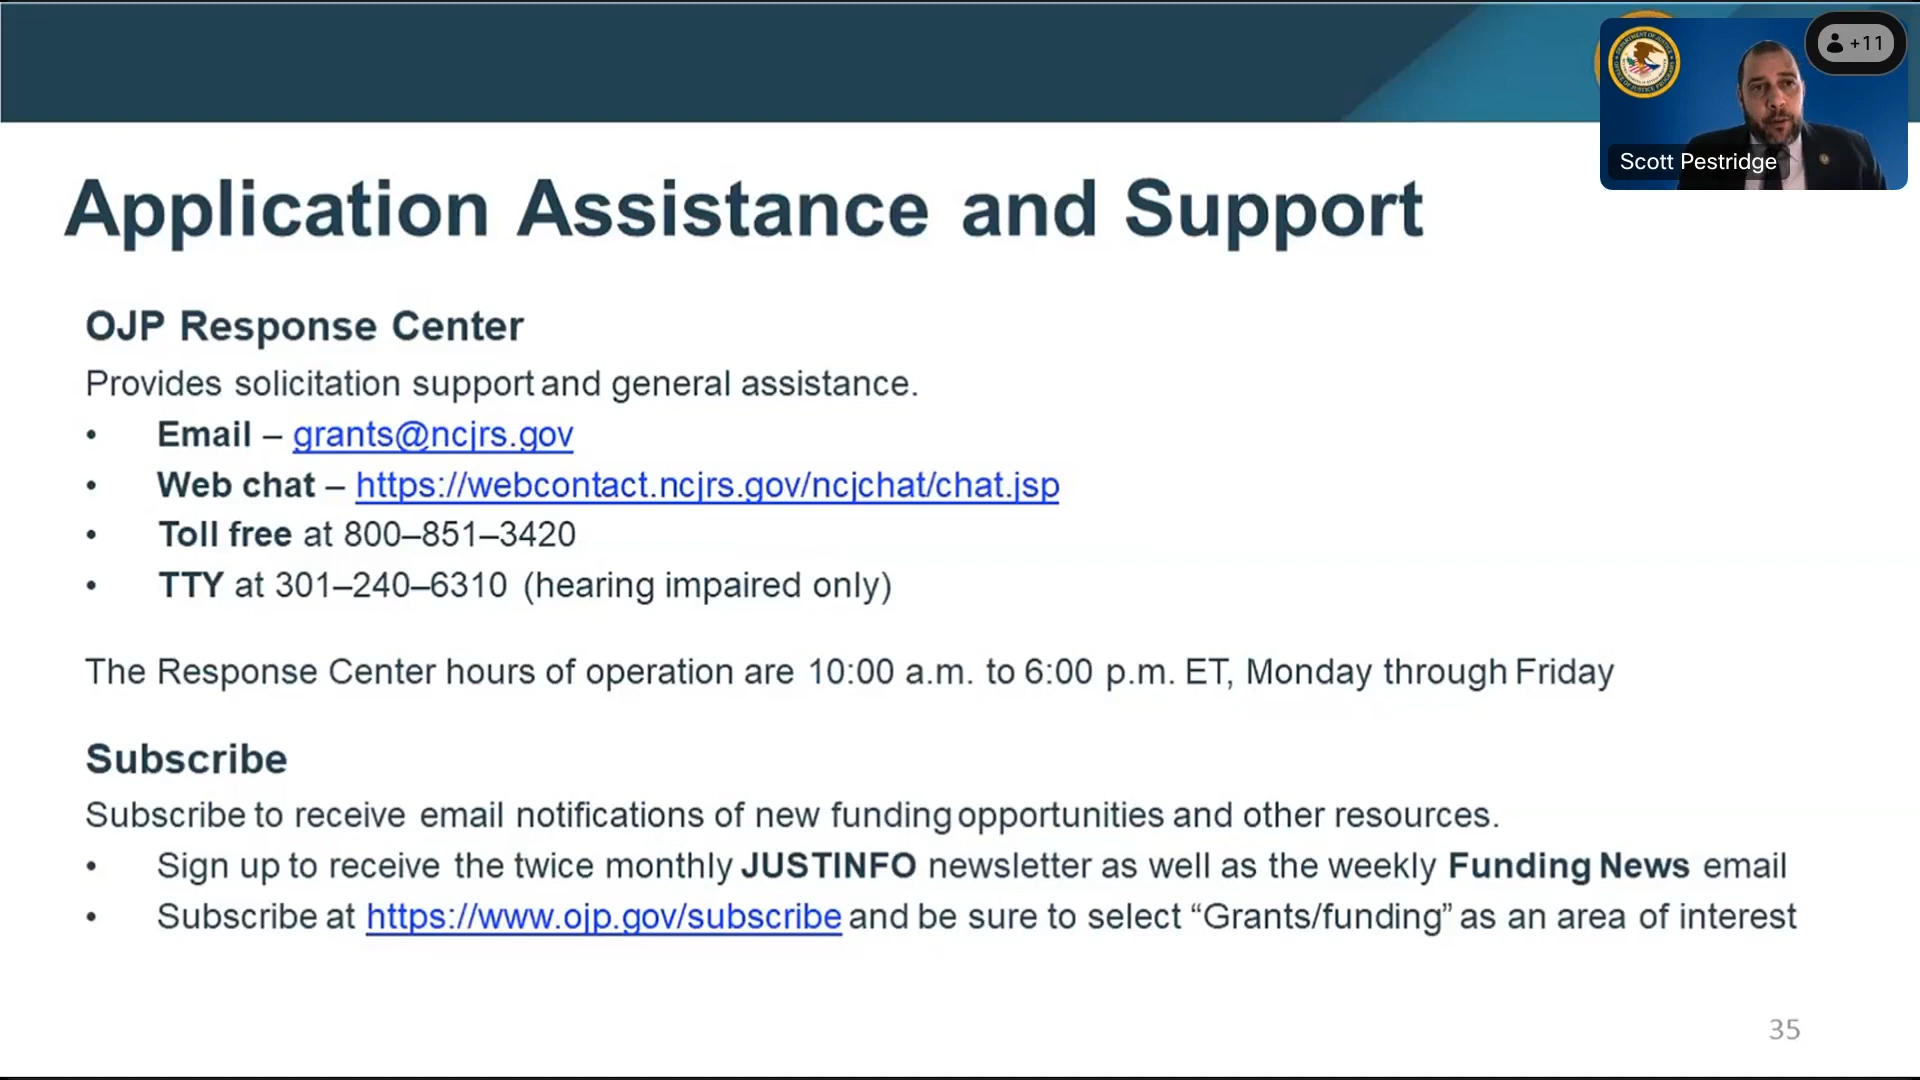 +11
Scott Pestridge
Application Assistance and Support
OJP Response Center
Provides solicitation support and general assistance.
• Email – grants@ncjrs.gov
• Web chat – https://webcontact.ncjrs.gov/ncjchat/chat.jsp
• Toll free at 800–851–3420
• TTY at 301–240–6310 (hearing impaired only)
The Response Center hours of operation are 10:00 a.m. to 6:00 p.m. ET, Monday through Friday
Subscribe
Subscribe to receive email notifications of new funding opportunities and other resources.
• Sign up to receive the twice monthly JUSTINFO newsletter as well as the weekly Funding News email
• Subscribe at https://www.ojp.gov/subscribe and be sure to select “Grants/funding” as an area of interest
35